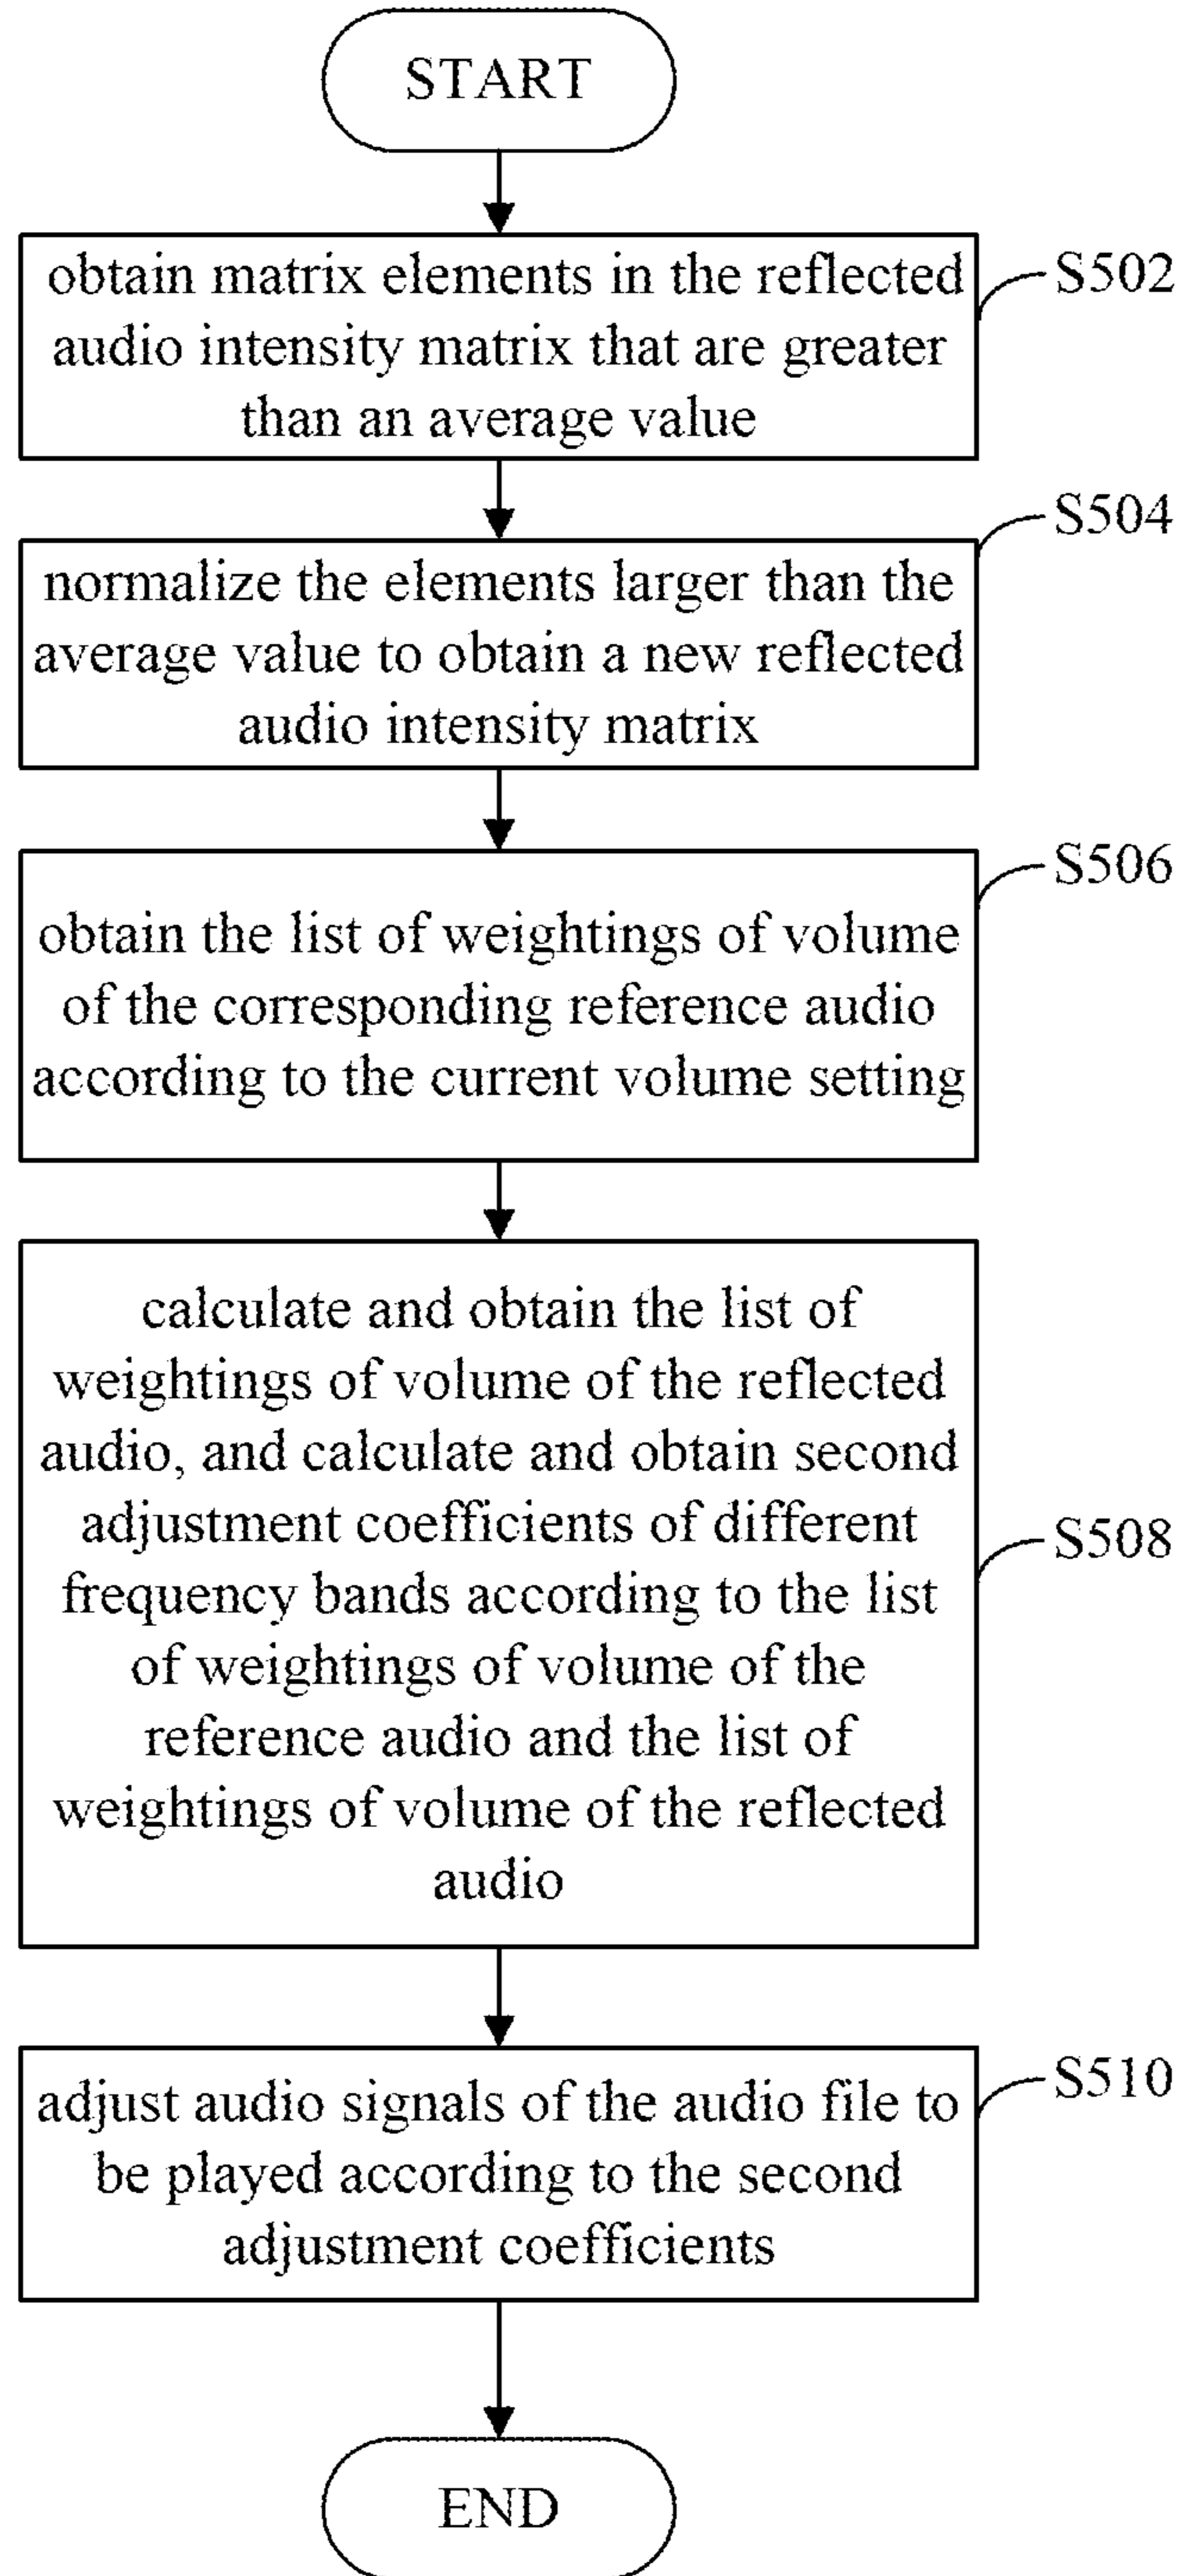 START
obtain matrix elements in the reflected
audio intensity matrix that are greater
than an average value
S502
normalize the elements larger than the
average value to obtain a new reflected
audio intensity matrix
S504
obtain the list of weightings of volume
of the corresponding reference audio
according to the current volume setting
S506
calculate and obtain the list of
weightings of volume of the reflected
audio, and calculate and obtain second
adjustment coefficients of different
frequency bands according to the list
of weightings of volume of the
reference audio and the list of
weightings of volume of the reflected
audio
S508
adjust audio signals of the audio file to
be played according to the second
adjustment coefficients
S510
END